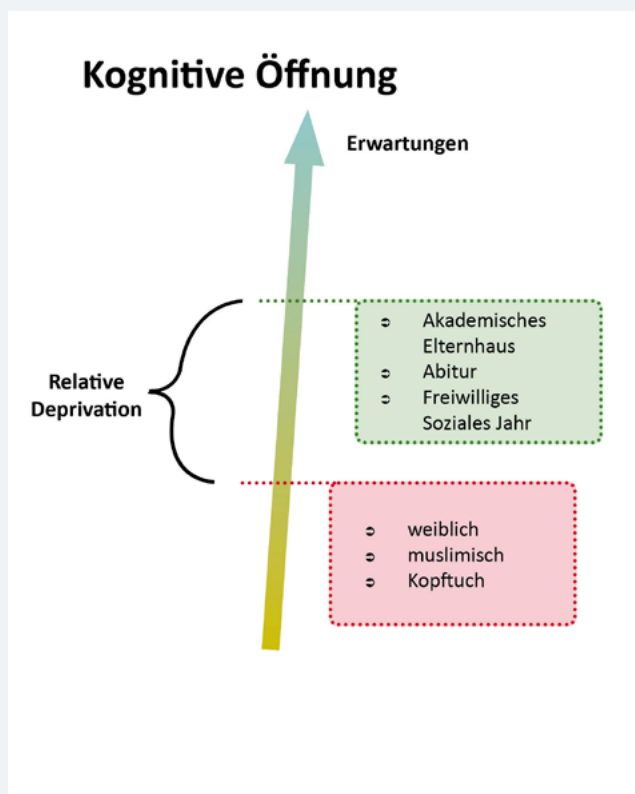 Kognitive Öffnung
Erwartungen
Akademisches
Elternhaus
Abitur
Freiwilliges
Soziales Jahr
Relative
Deprivation
weiblich
muslimisch
Kopftuch